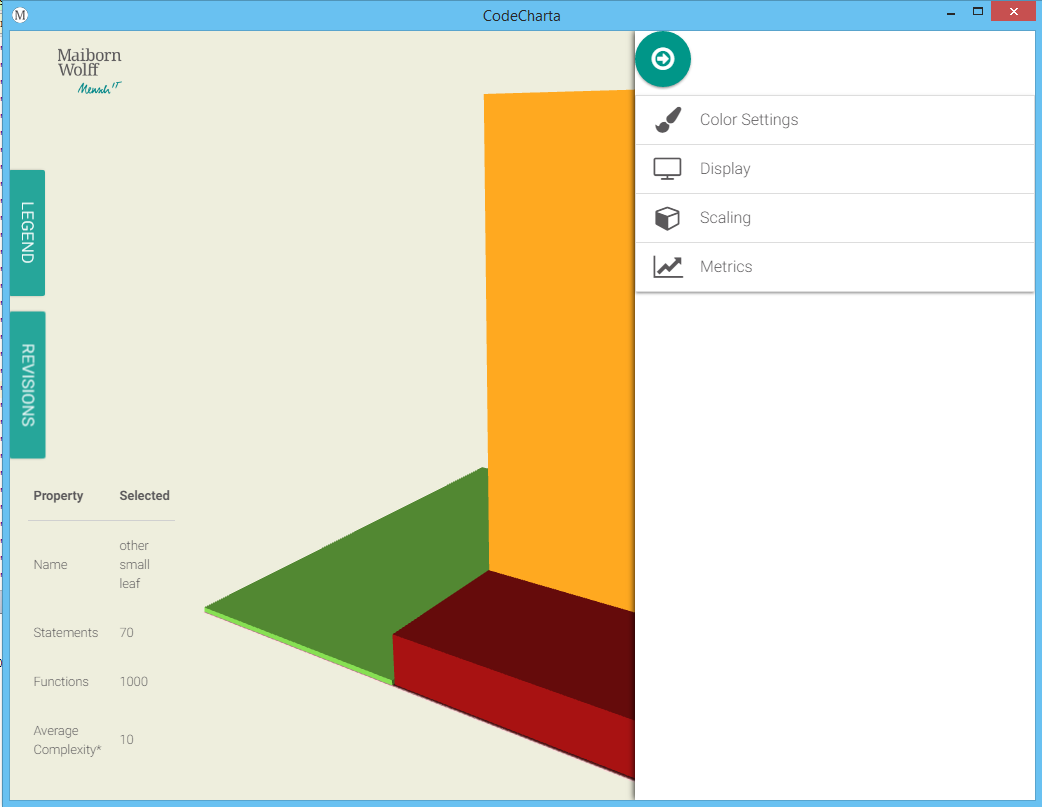 M
CodeCharta
Maiborn
Wolff
Mensch IT
Color Settings
Display
Scaling
Metrics
LEGEND
REVISIONS
Property Selected
Name other
small
leaf
Statements 70
Functions 1000
Average
Complexity* 10